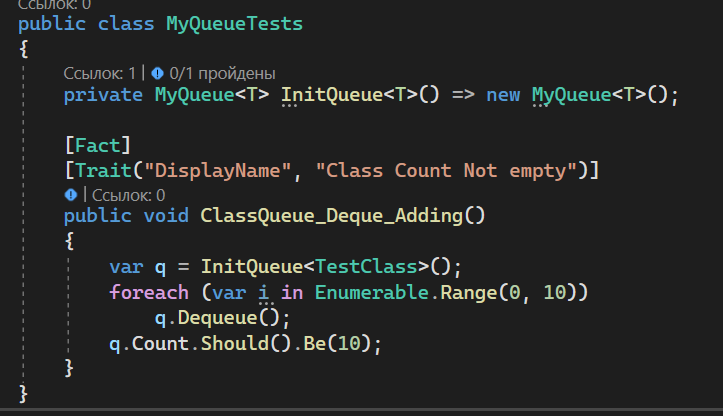 Ссылок: 0
public class MyQueueTests
{
Ссылок: 1 | 0/1 пройдены
private MyQueue<T> InitQueue<T>() => new MyQueue<T>();
[Fact]
[Trait("DisplayName", "Class Count Not empty")]
| Ссылок: 0
public void ClassQueue_Deque_Adding()
{
var q = InitQueue<TestClass>();
foreach (var i in Enumerable.Range(0, 10))
q.Dequeue();
q.Count.Should().Be(10);
}
}